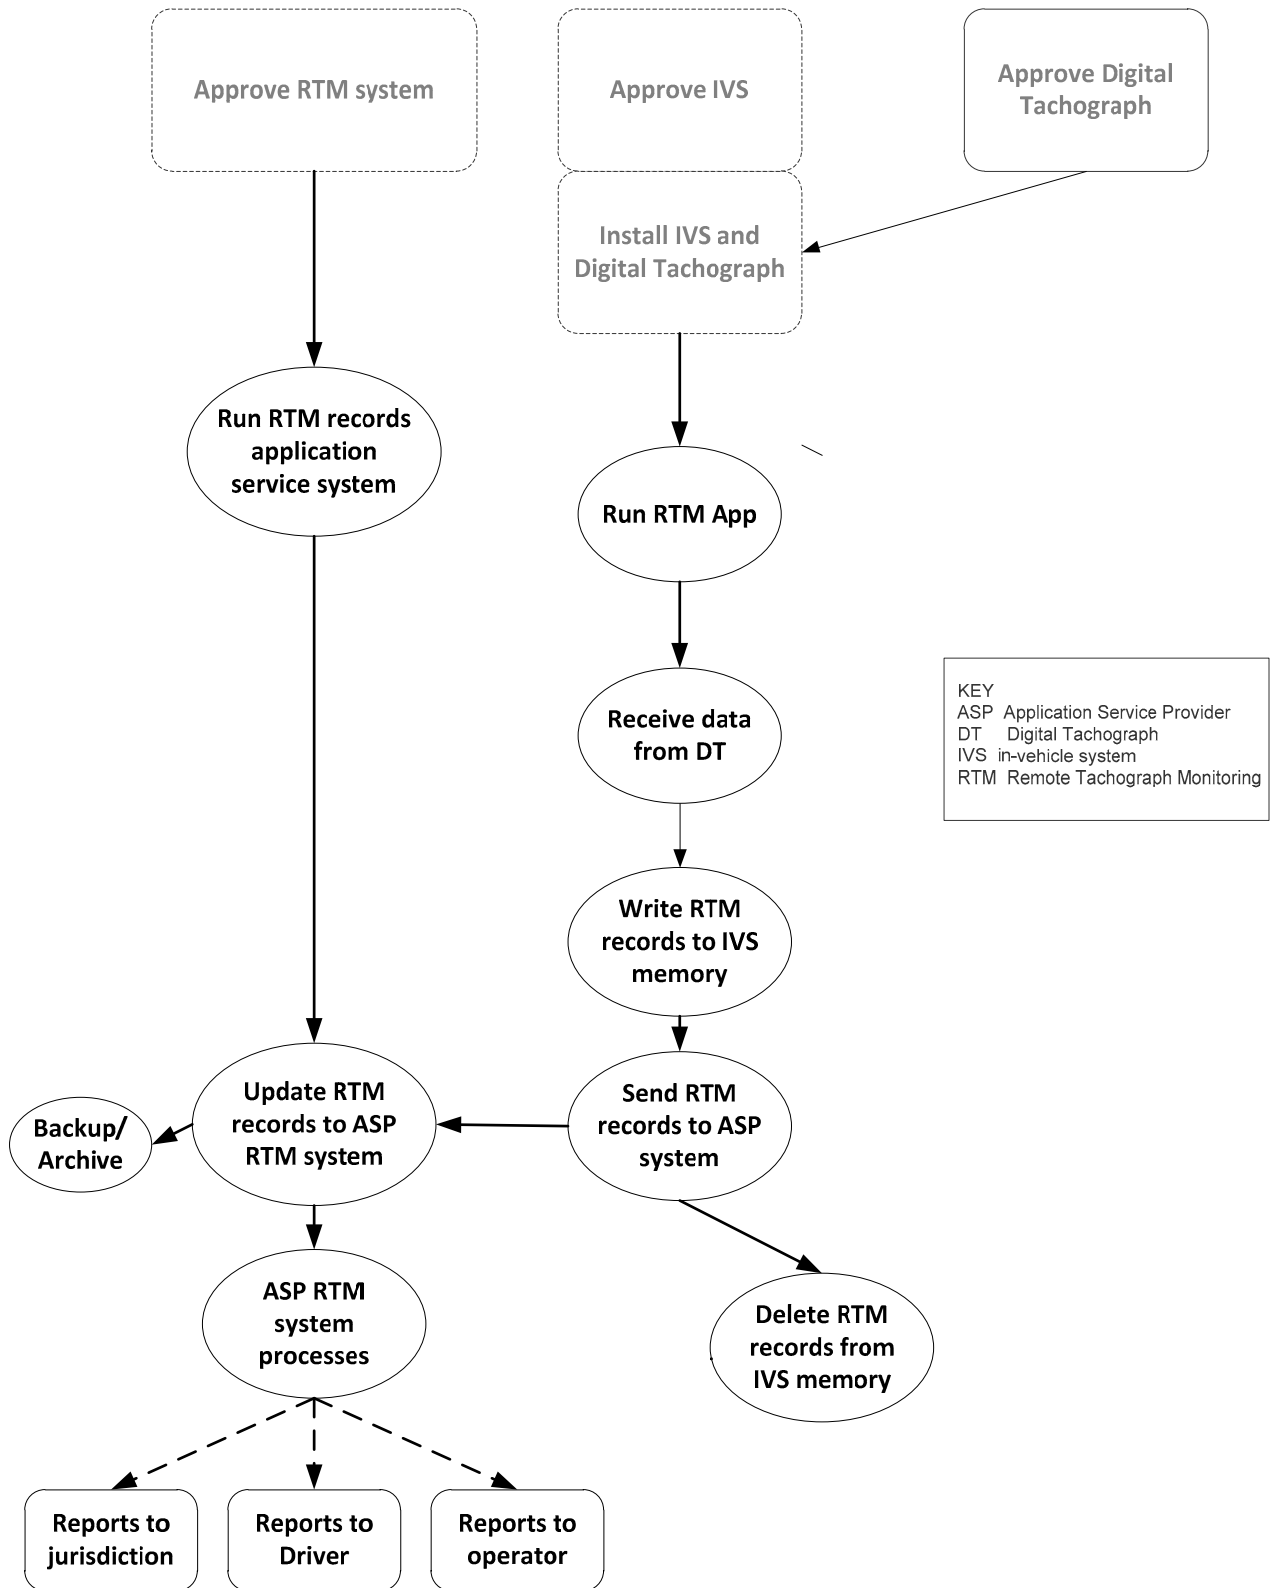 Approve RTM system
Approve IVS
Approve Digital
Tachograph
Install IVS and
Digital Tachograph
Run RTM records
application
service system
Run RTM App
Receive data
from DT
KEY
ASP Application Service Provider
DT Digital Tachograph
IVS in-vehicle system
RTM Remote Tachograph Monitoring
Write RTM
records to IVS
memory
Update RTM
records to ASP
RTM system
Send RTM
records to ASP
system
Backup/
Archive
ASP RTM
system
processes
Delete RTM
records from
IVS memory
Reports to
jurisdiction
Reports to
Driver
Reports to
operator